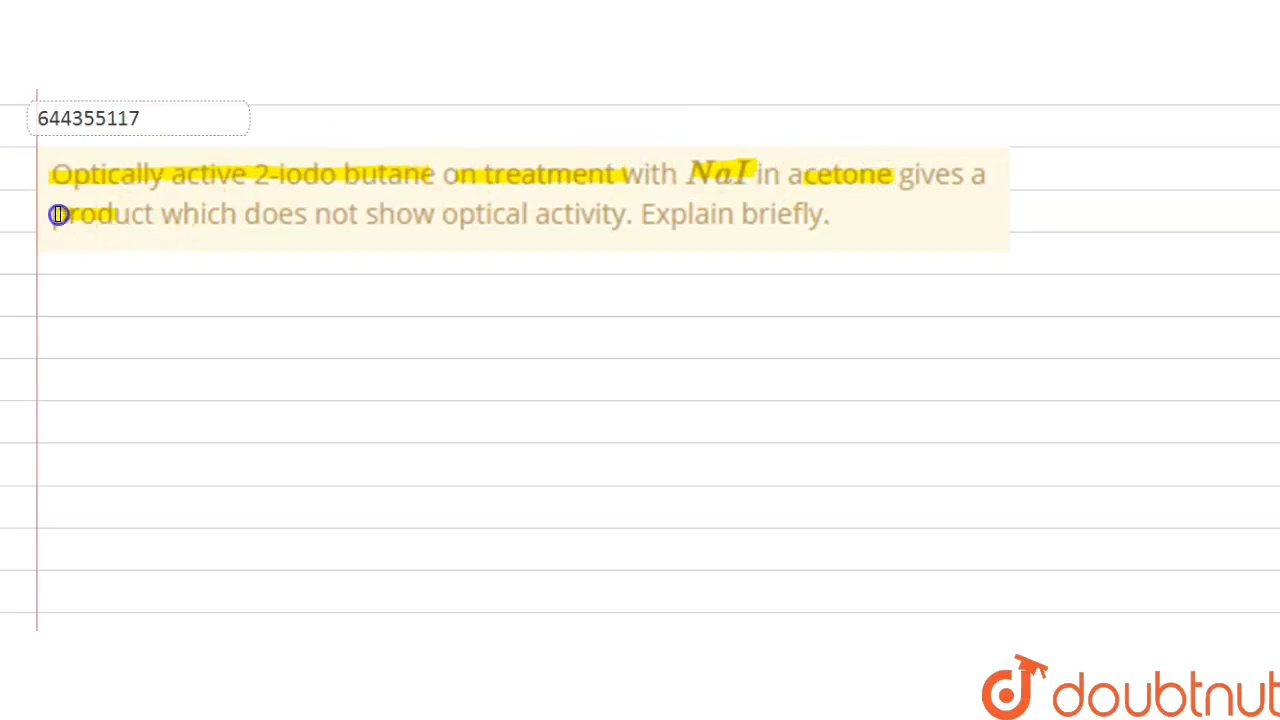 644355117
Optically active 2-iodo butane on treatment with NaI in acetone gives a
product which does not show optical activity. Explain briefly.
doubtnut